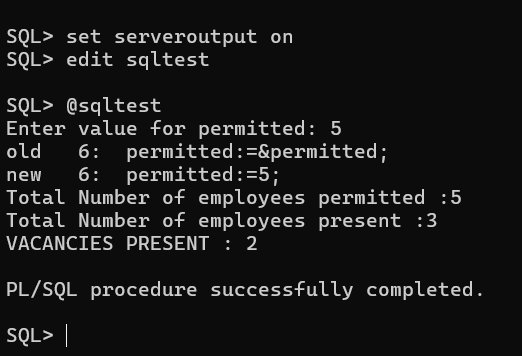 SQL> set serveroutput on
SQL> edit sqltest
SQL> @sqltest
Enter value for permitted: 5
old   6:  permitted:=&permitted;
new   6:  permitted:=5;
Total Number of employees permitted :5
Total Number of employees present :3
VACANCIES PRESENT : 2
PL/SQL procedure successfully completed.
SQL>